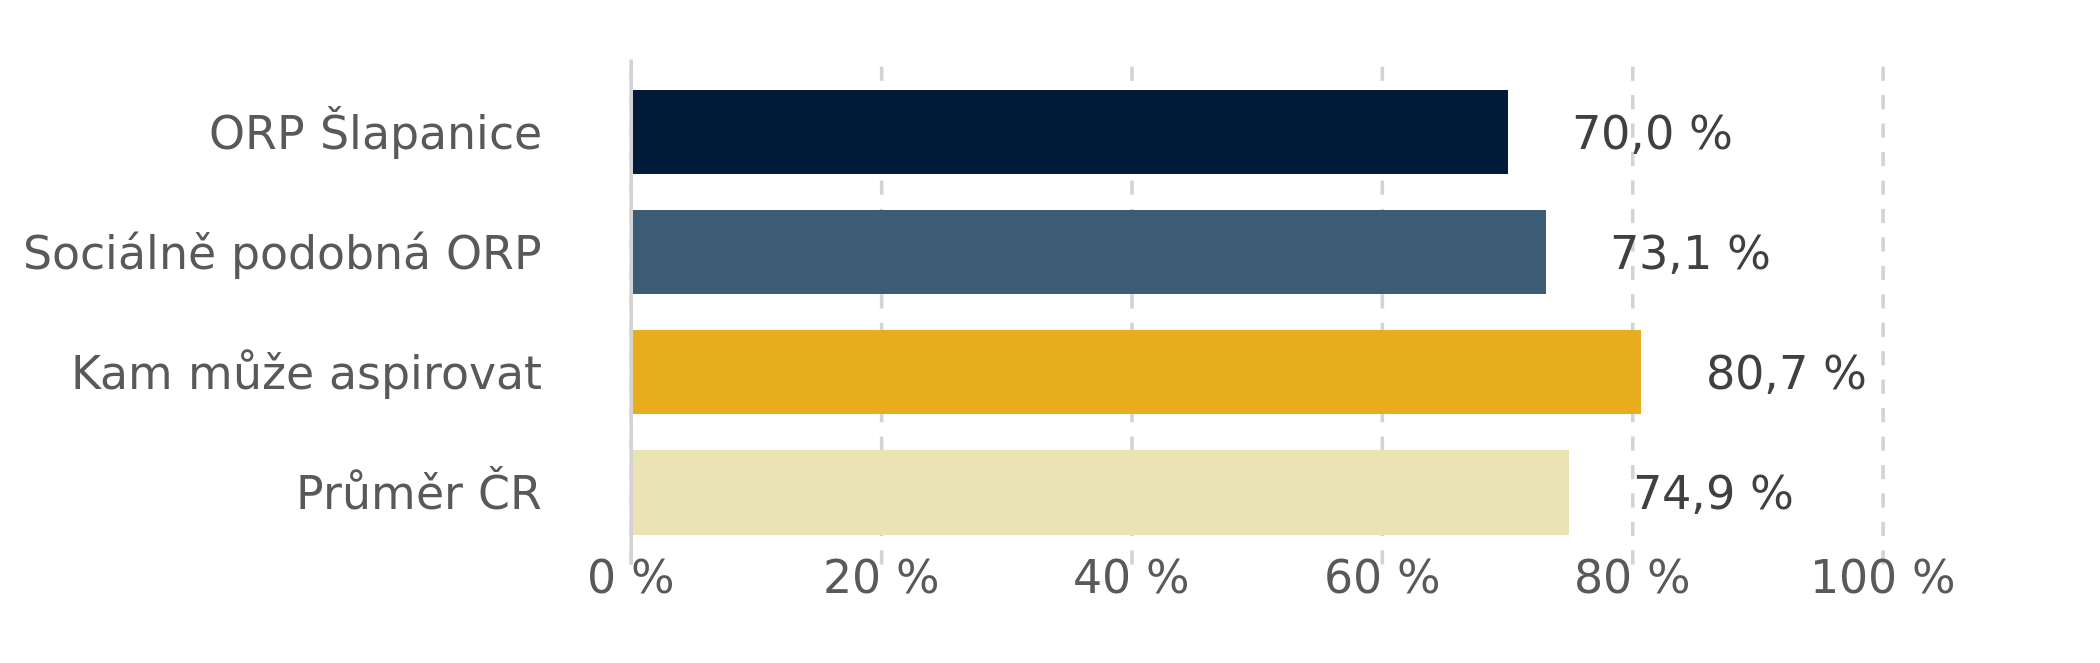 ORP Šlapanice 70,0 %
Sociálně podobná ORP 73,1 %
Kam může aspirovat 80,7 %
Průměr ČR 74,9 %
0 % 20 % 40 % 60 % 80 % 100 %